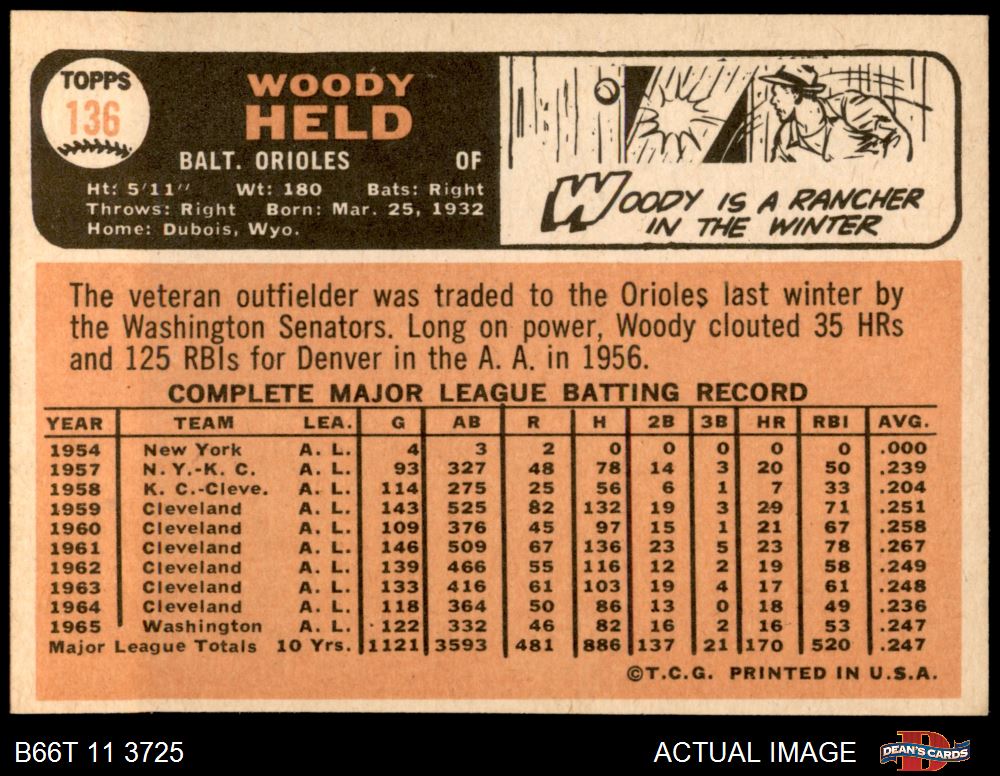 TOPPS
136
WOODY
HELD
BALT. ORIOLES OF
Ht: 5'11" Wt: 180 Bats: Right
Throws: Right Born: Mar. 25, 1932
Home: Dubois, Wyo.
WOODY IS A RANCHER
IN THE WINTER
The veteran outfielder was traded to the Orioles last winter by
the Washington Senators. Long on power, Woody clouted 35 HRs
and 125 RBIs for Denver in the A. A. in 1956.
COMPLETE MAJOR LEAGUE BATTING RECORD
YEAR TEAM LEA. G AB R H 2B 3B HR RBI AVG.
1954 New York A. L. 4 3 2 0 0 0 0 0 .000
1957 N. Y.-K. C. A. L. 93 327 48 78 14 3 20 50 .239
1958 K. C.-Cleve. A. L. 114 275 25 56 6 1 7 33 .204
1959 Cleveland A. L. 143 525 82 132 19 3 29 71 .251
1960 Cleveland A. L. 109 376 45 97 15 1 21 67 .258
1961 Cleveland A. L. 146 509 67 136 23 5 23 78 .267
1962 Cleveland A. L. 139 466 55 116 12 2 19 58 .249
1963 Cleveland A. L. 133 416 61 103 19 4 17 61 .248
1964 Cleveland A. L. 118 364 50 86 13 0 18 49 .236
1965 Washington A. L. 122 332 46 82 16 2 16 53 .247
Major League Totals 10 Yrs. 1121 3593 481 886 137 21 170 520 .247
©T.C.G. PRINTED IN U.S.A.
B66T 11 3725 ACTUAL IMAGE DEAN'S CARDS